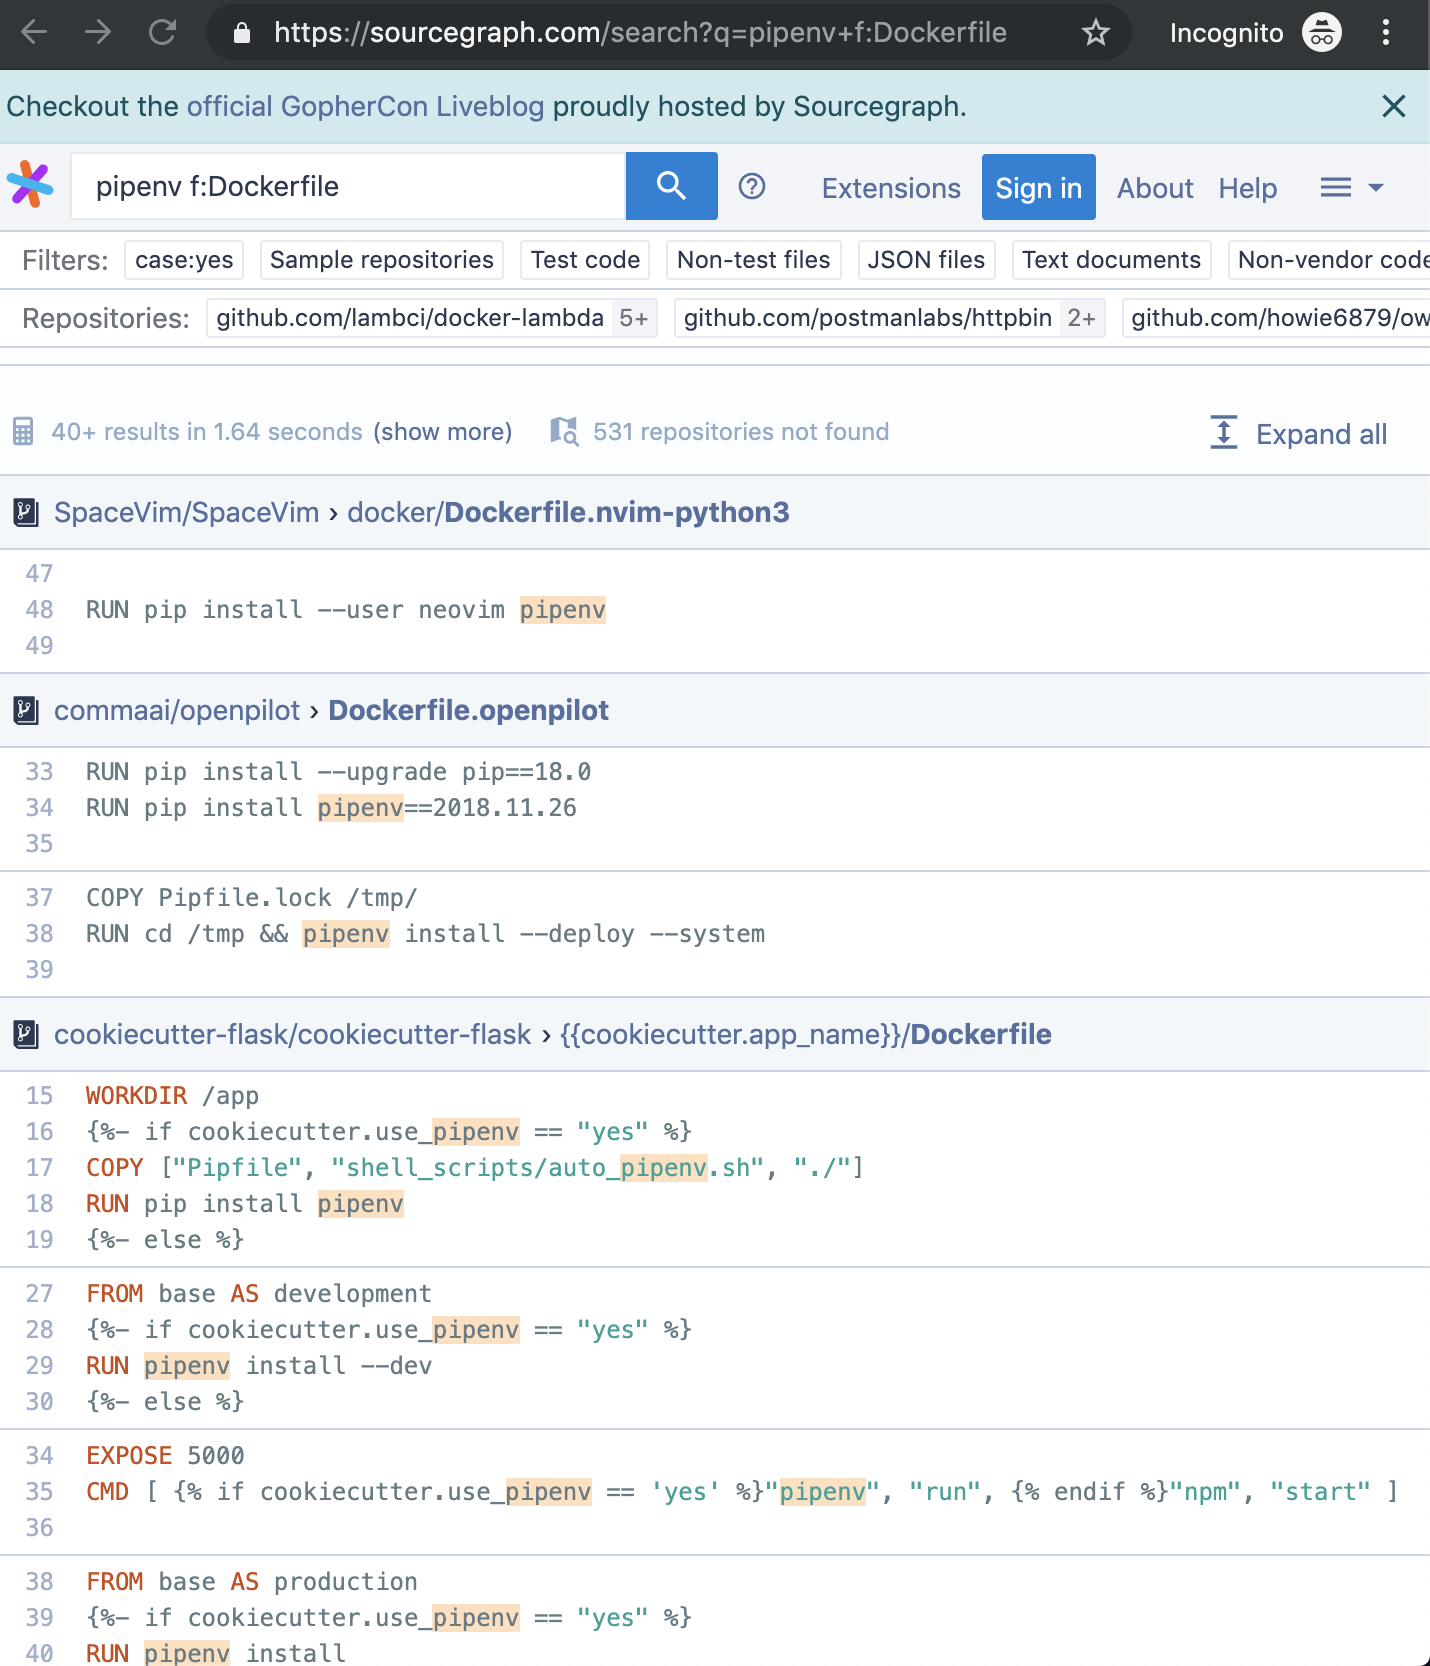 https://sourcegraph.com/search?q=pipenv+f:Dockerfile Incognito
Checkout the official GopherCon Liveblog proudly hosted by Sourcegraph.
pipenv f:Dockerfile Extensions Sign in About Help
Filters: case:yes Sample repositories Test code Non-test files JSON files Text documents Non-vendor code
Repositories: github.com/lambci/docker-lambda 5+ github.com/postmanlabs/httpbin 2+ github.com/howie6879/ow
40+ results in 1.64 seconds (show more) 531 repositories not found Expand all
SpaceVim/SpaceVim › docker/Dockerfile.nvim-python3
47
48 RUN pip install --user neovim pipenv
49
commaai/openpilot › Dockerfile.openpilot
33 RUN pip install --upgrade pip==18.0
34 RUN pip install pipenv==2018.11.26
35
37 COPY Pipfile.lock /tmp/
38 RUN cd /tmp && pipenv install --deploy --system
39
cookiecutter-flask/cookiecutter-flask › {{cookiecutter.app_name}}/Dockerfile
15 WORKDIR /app
16 {%- if cookiecutter.use_pipenv == "yes" %}
17 COPY ["Pipfile", "shell_scripts/auto_pipenv.sh", "./"]
18 RUN pip install pipenv
19 {%- else %}
27 FROM base AS development
28 {%- if cookiecutter.use_pipenv == "yes" %}
29 RUN pipenv install --dev
30 {%- else %}
34 EXPOSE 5000
35 CMD [ {% if cookiecutter.use_pipenv == 'yes' %}"pipenv", "run", {% endif %}"npm", "start" ]
36
38 FROM base AS production
39 {%- if cookiecutter.use_pipenv == "yes" %}
40 RUN pipenv install